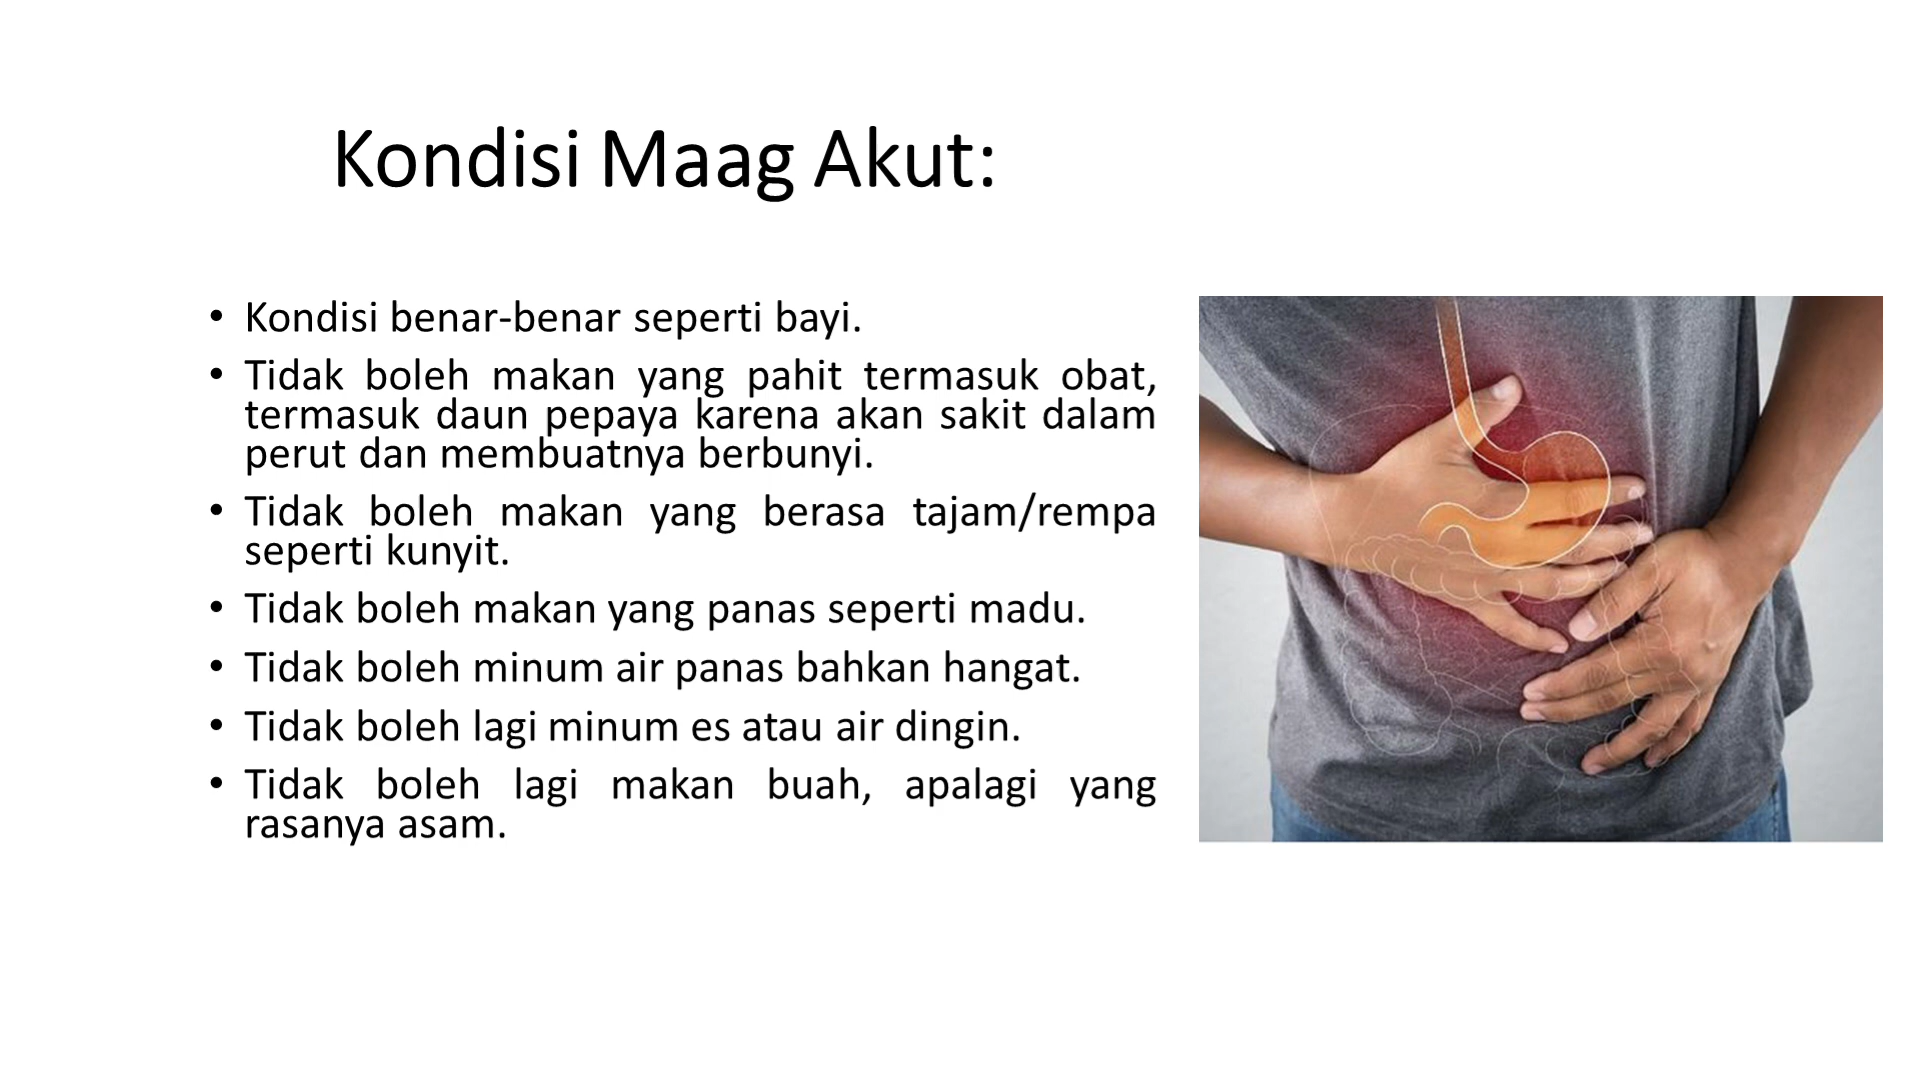 Kondisi Maag Akut:
• Kondisi benar-benar seperti bayi.
• Tidak boleh makan yang pahit termasuk obat,
termasuk daun pepaya karena akan sakit dalam
perut dan membuatnya berbunyi.
• Tidak boleh makan yang berasa tajam/rempa
seperti kunyit.
• Tidak boleh makan yang panas seperti madu.
• Tidak boleh minum air panas bahkan hangat.
• Tidak boleh lagi minum es atau air dingin.
• Tidak boleh lagi makan buah, apalagi yang
rasanya asam.